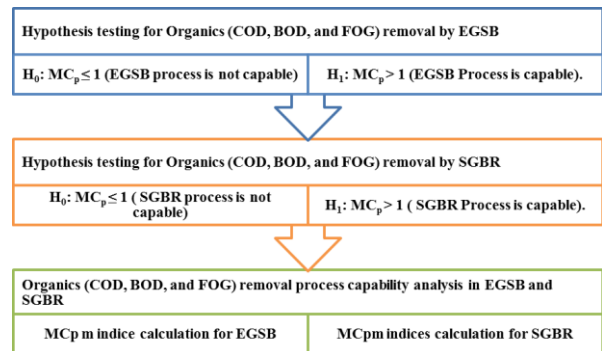 Hypothesis testing for Organics (COD, BOD, and FOG) removal by EGSB
H₀: MCₚ ≤ 1 (EGSB process is not capable)
H₁: MCₚ > 1 (EGSB Process is capable).
Hypothesis testing for Organics (COD, BOD, and FOG) removal by SGBR
H₀: MCₚ ≤ 1 ( SGBR process is not
capable)
H₁: MCₚ > 1 ( SGBR Process is capable).
Organics (COD, BOD, and FOG) removal process capability analysis in EGSB and
SGBR
MCp m indice calculation for EGSB
MCpm indices calculation for SGBR